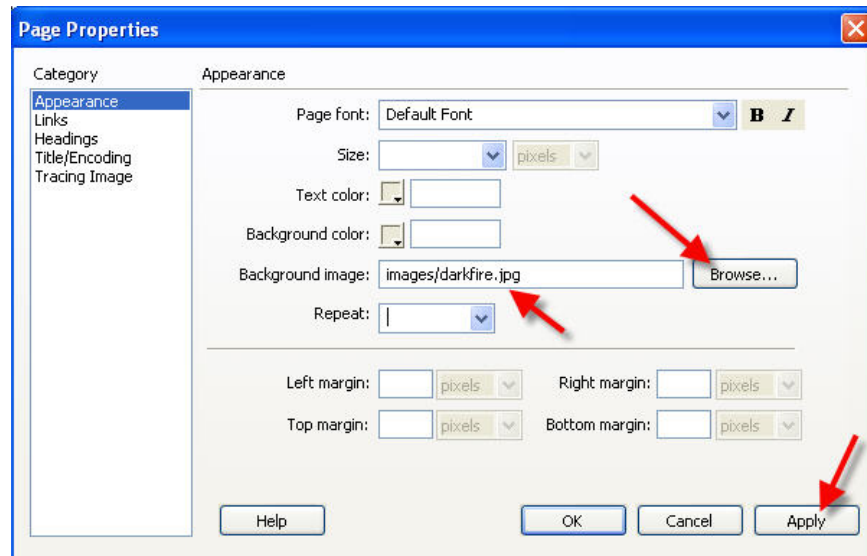 Page Properties
Category
Appearance
Links
Headings
Title/Encoding
Tracing Image
Appearance
Page font: Default Font B I
Size: pixels
Text color:
Background color:
Background image: images/darkfire.jpg Browse...
Repeat:
Left margin: pixels Right margin: pixels
Top margin: pixels Bottom margin: pixels
Help OK Cancel Apply